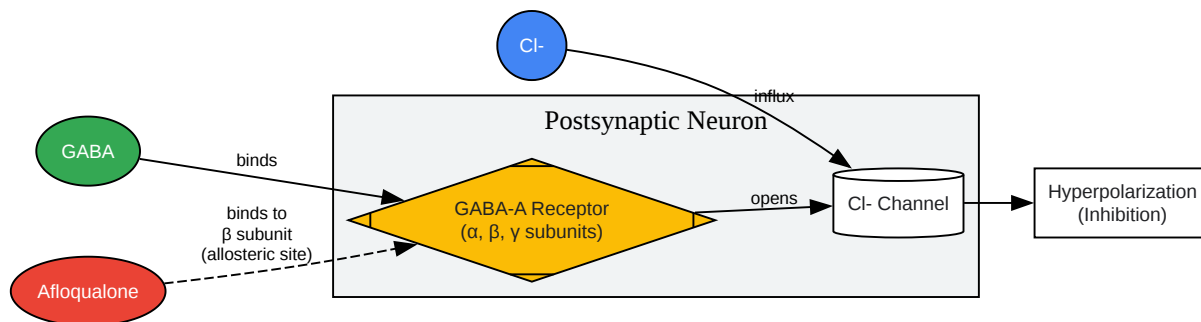 Cl-
influx
Postsynaptic Neuron
GABA
binds
GABA-A Receptor
(α, β, γ subunits)
opens
Cl- Channel
Hyperpolarization
(Inhibition)
binds to
β subunit
(allosteric site)
Afloqualone